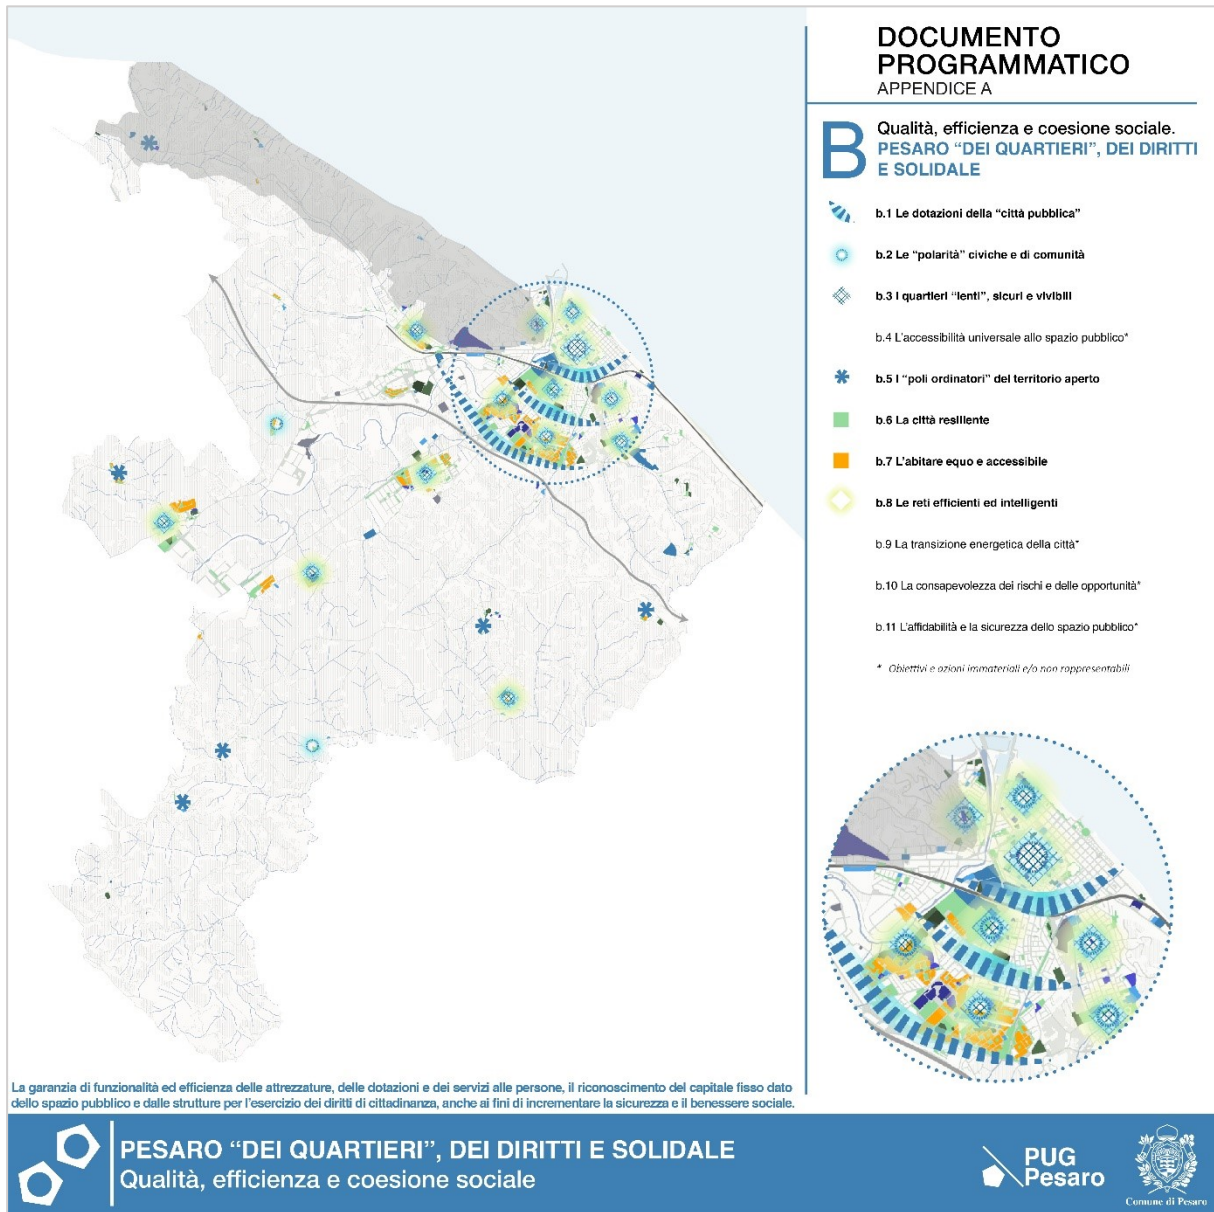 DOCUMENTO
PROGRAMMATICO
APPENDICE A
B
Qualità, efficienza e coesione sociale.
PESARO “DEI QUARTIERI”, DEI DIRITTI
E SOLIDALE
b.1 Le dotazioni della “città pubblica”
b.2 Le “polarità” civiche e di comunità
b.3 I quartieri “lenti”, sicuri e vivibili
b.4 L'accessibilità universale allo spazio pubblico*
b.5 I “poli ordinatori” del territorio aperto
b.6 La città resiliente
b.7 L'abitare equo e accessibile
b.8 Le reti efficienti ed intelligenti
b.9 La transizione energetica della città*
b.10 La consapevolezza dei rischi e delle opportunità*
b.11 L'affidabilità e la sicurezza dello spazio pubblico*
* Obiettivi e azioni immateriali e/o non rappresentabili
La garanzia di funzionalità ed efficienza delle attrezzature, delle dotazioni e dei servizi alle persone, il riconoscimento del capitale fisso dato
dello spazio pubblico e dalle strutture per l'esercizio dei diritti di cittadinanza, anche ai fini di incrementare la sicurezza e il benessere sociale.
PESARO “DEI QUARTIERI”, DEI DIRITTI E SOLIDALE
Qualità, efficienza e coesione sociale
PUG
Pesaro
Comune di Pesaro